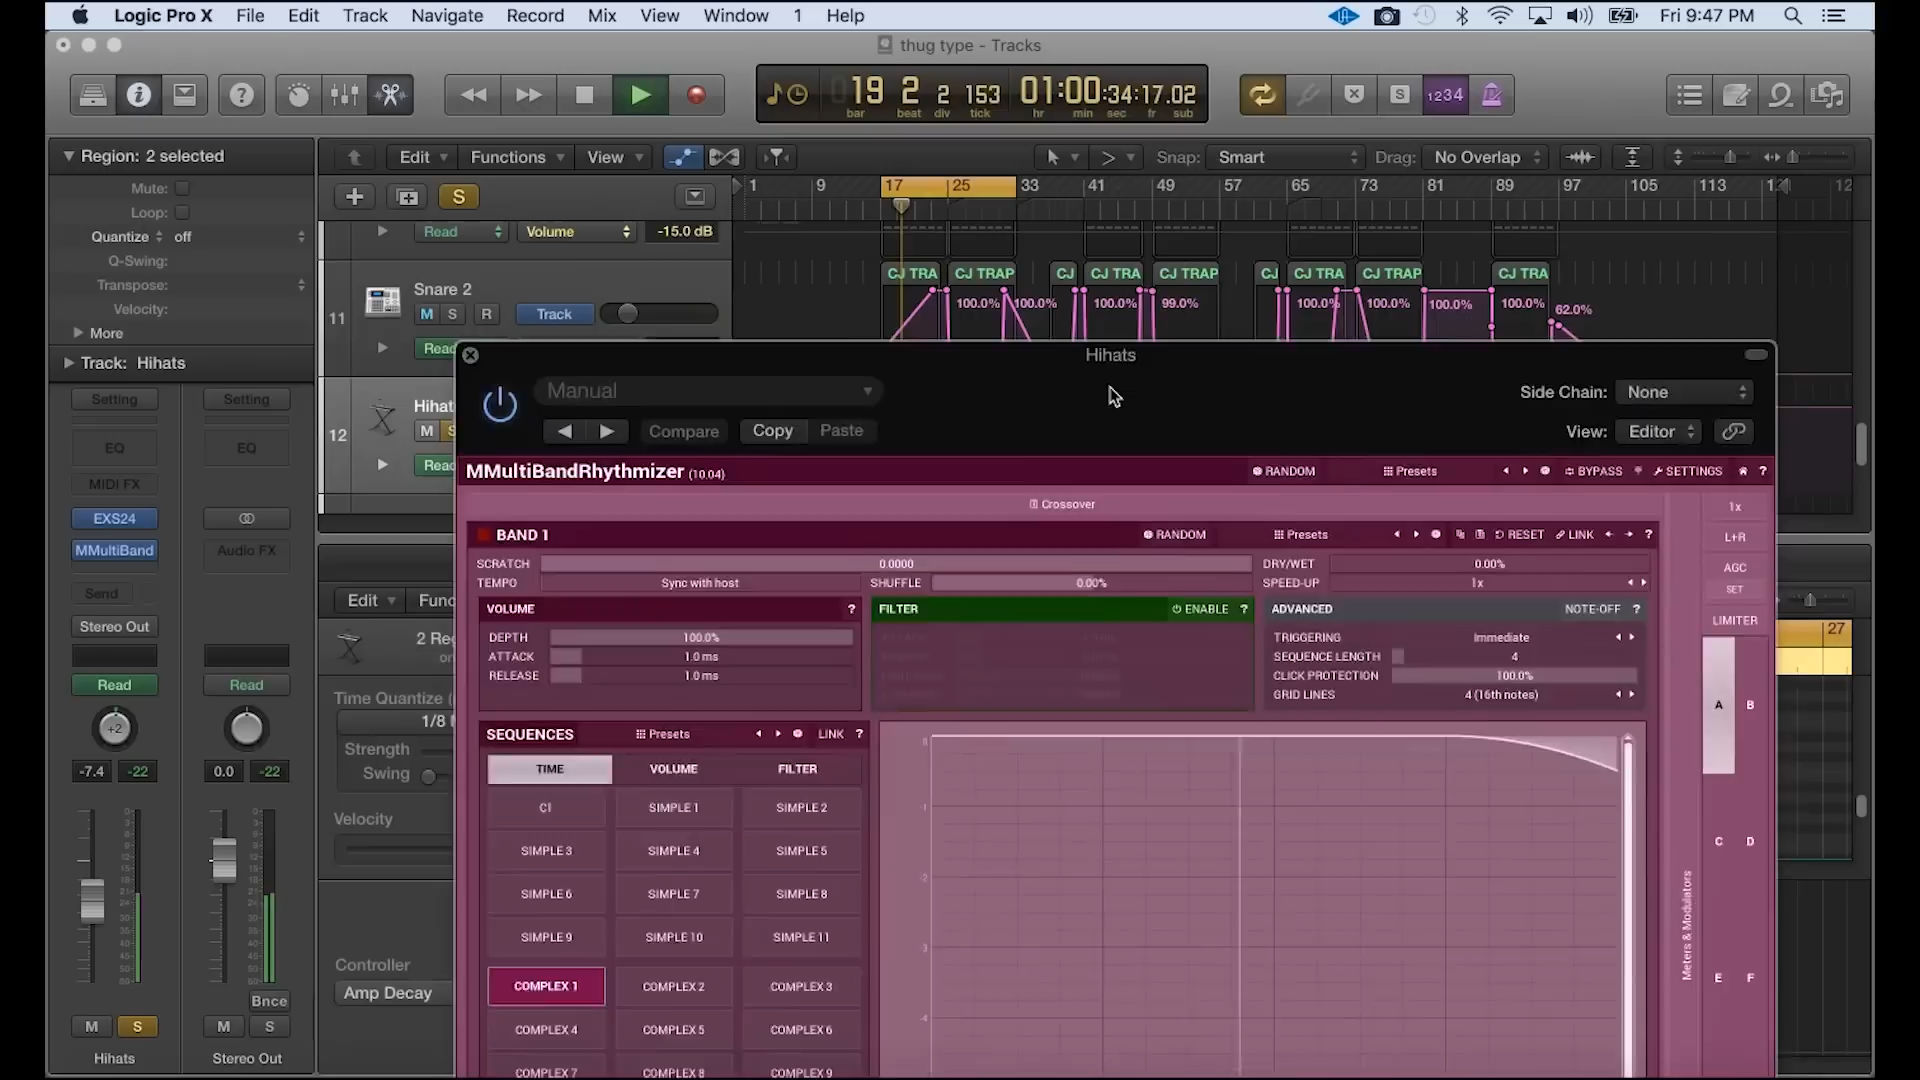 Logic Pro X File Edit Track Navigate Record Mix View Window 1 Help
Fri 9:47 PM
thug type - Tracks
19 2 2 153 01:00:34:17.02
bar beat div tick hr min sec fr sub
S 1234
Region: 2 selected
Mute:
Loop:
Quantize off
Q-Swing:
Transpose:
Velocity:
More
Track: Hihats
Edit Functions View
Snap: Smart Drag: No Overlap
S
1 9 17 25 33 41 49 57 65 73 81 89 97 105 113
Read Volume -15.0 dB
11 Snare 2
M S R Track
CJ TRA CJ TRAP CJ CJ TRA CJ TRAP CJ CJ TRA CJ TRAP CJ TRA
100.0% 100.0% 100.0% 99.0% 100.0% 100.0% 100.0% 100.0% 62.0%
Read
12 Hihat
M S
Read
Setting Setting
EQ EQ
MIDI FX
EXS24
MMultiBand Audio FX
Send
Stereo Out
Read Read
+2
-7.4 -22 0.0 -22
Bnce
M S M S
Hihats Stereo Out
Edit Func
2 Re
Time Quantize (
1/8
Strength
Swing
Velocity
Controller
Amp Decay
27
Hihats
Manual
Side Chain: None
Compare Copy Paste
View: Editor
MMultiBandRhythmizer (10.04) RANDOM Presets BYPASS SETTINGS ?
Crossover
BAND 1 RANDOM Presets RESET LINK ?
SCRATCH 0.0000 DRY/WET 0.00%
TEMPO Sync with host SHUFFLE 0.00% SPEED-UP 1x
VOLUME ? FILTER ENABLE ? ADVANCED NOTE-OFF ?
DEPTH 100.0% TRIGGERING Immediate
ATTACK 1.0 ms SEQUENCE LENGTH 4
RELEASE 1.0 ms CLICK PROTECTION 100.0%
GRID LINES 4 (16th notes)
SEQUENCES Presets LINK ?
TIME VOLUME FILTER
C1 SIMPLE 1 SIMPLE 2
SIMPLE 3 SIMPLE 4 SIMPLE 5
SIMPLE 6 SIMPLE 7 SIMPLE 8
SIMPLE 9 SIMPLE 10 SIMPLE 11
COMPLEX 1 COMPLEX 2 COMPLEX 3
COMPLEX 4 COMPLEX 5 COMPLEX 6
COMPLEX 7 COMPLEX 8 COMPLEX 9
1x
L+R
AGC
SET
LIMITER
A B
C D
E F
Meters & Modulators